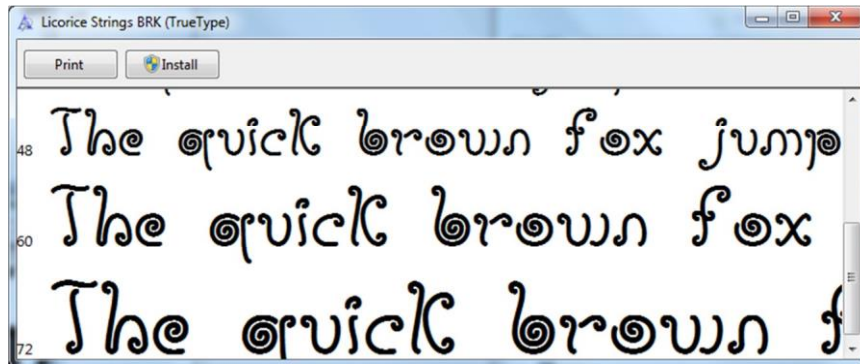 Licorice Strings BRK (TrueType)
Print Install
48 The quick brown fox jump
60 The quick brown fox
72 The quick brown f